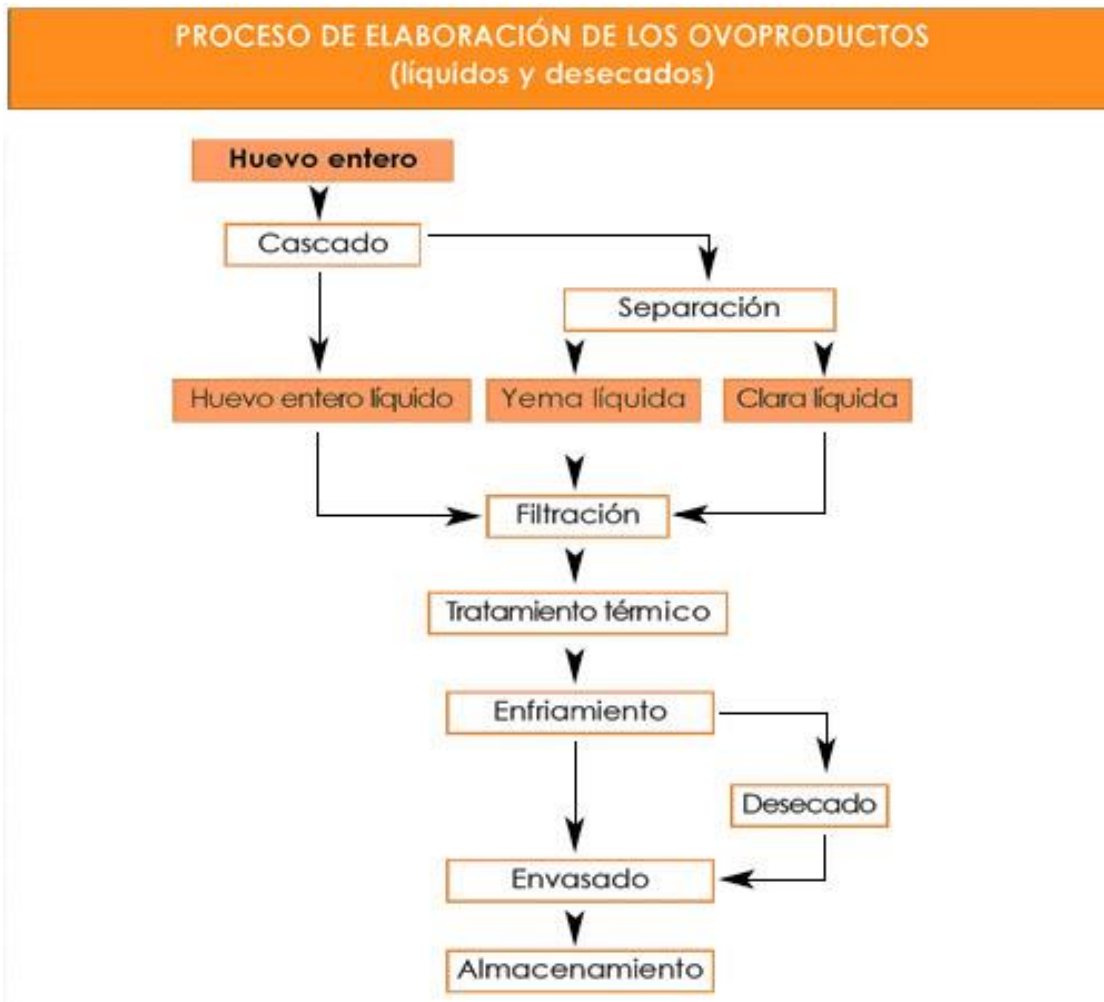 PROCESO DE ELABORACIÓN DE LOS OVOPRODUCTOS
(líquidos y desecados)
Huevo entero
Cascado
Separación
Huevo entero líquido
Yema líquida
Clara líquida
Filtración
Tratamiento térmico
Enfriamiento
Desecado
Envasado
Almacenamiento